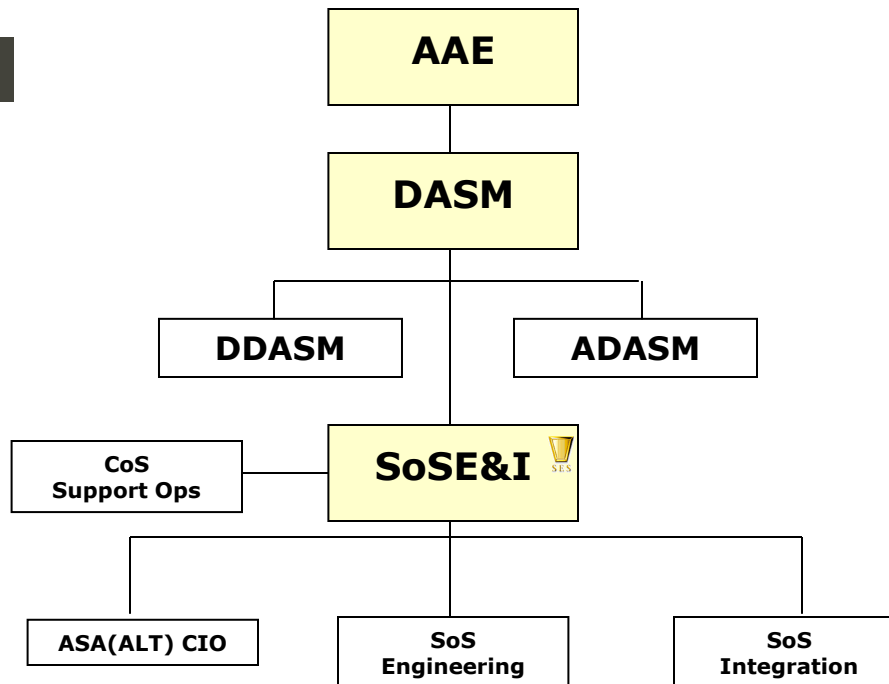 AAE
DASM
DDASM
ADASM
SoSE&I
SES
CoS
Support Ops
ASA(ALT) CIO
SoS
Engineering
SoS
Integration